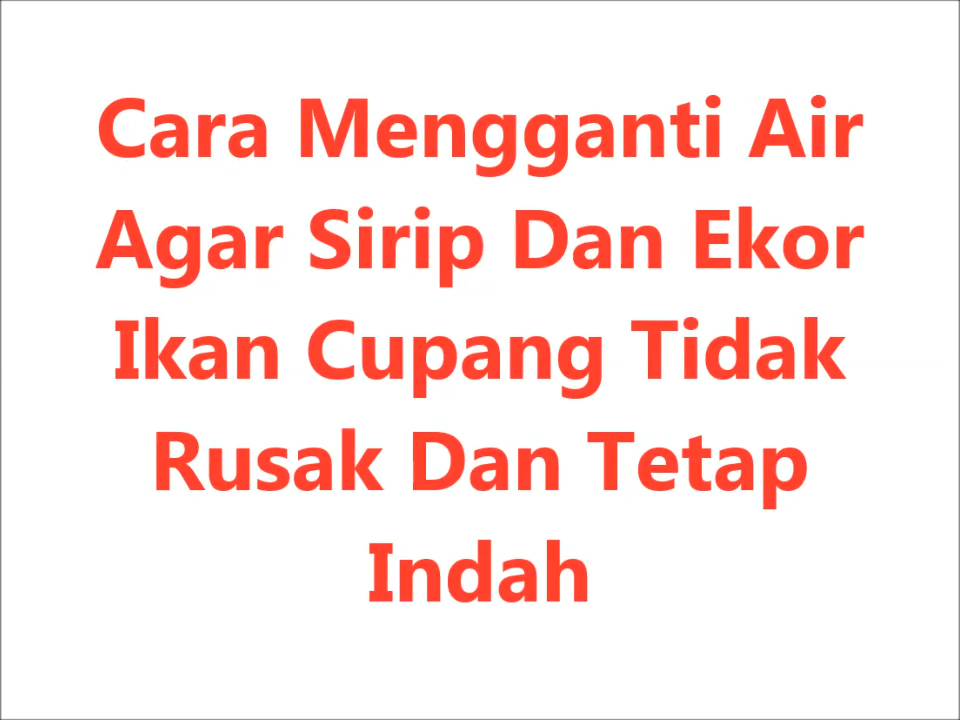 Cara Mengganti Air
Agar Sirip Dan Ekor
Ikan Cupang Tidak
Rusak Dan Tetap
Indah